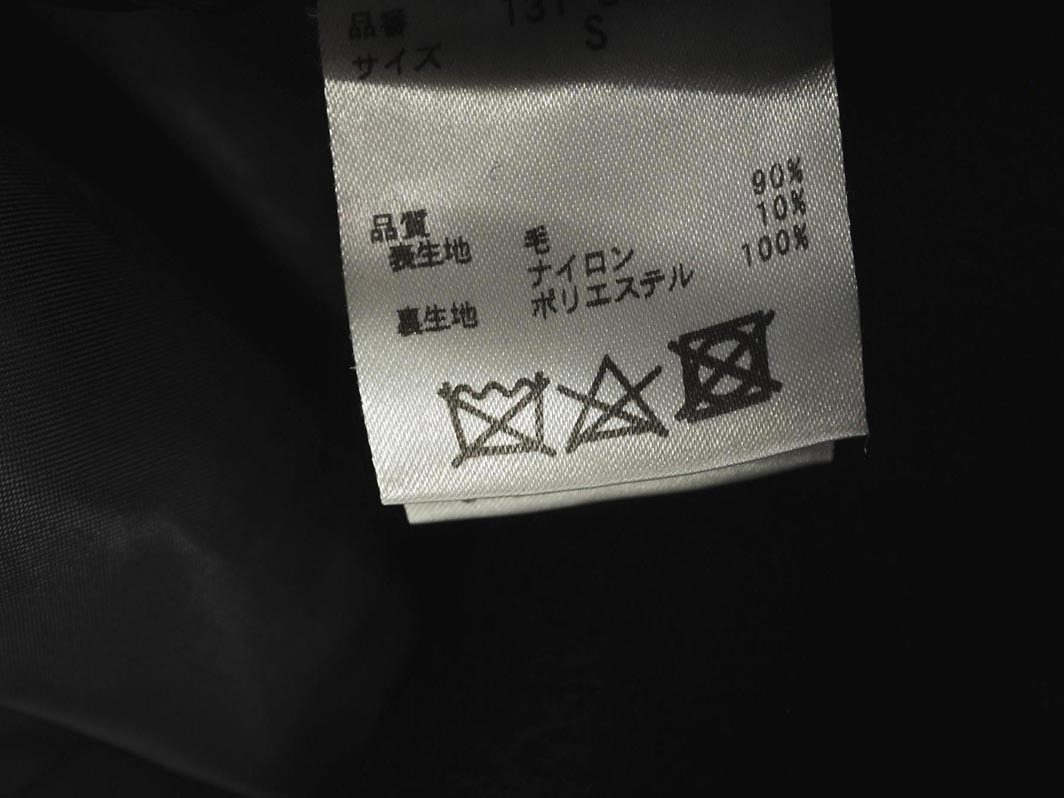 品番 131
サイズ S
品質
表生地 毛 90%
ナイロン 10%
裏生地 ポリエステル 100%